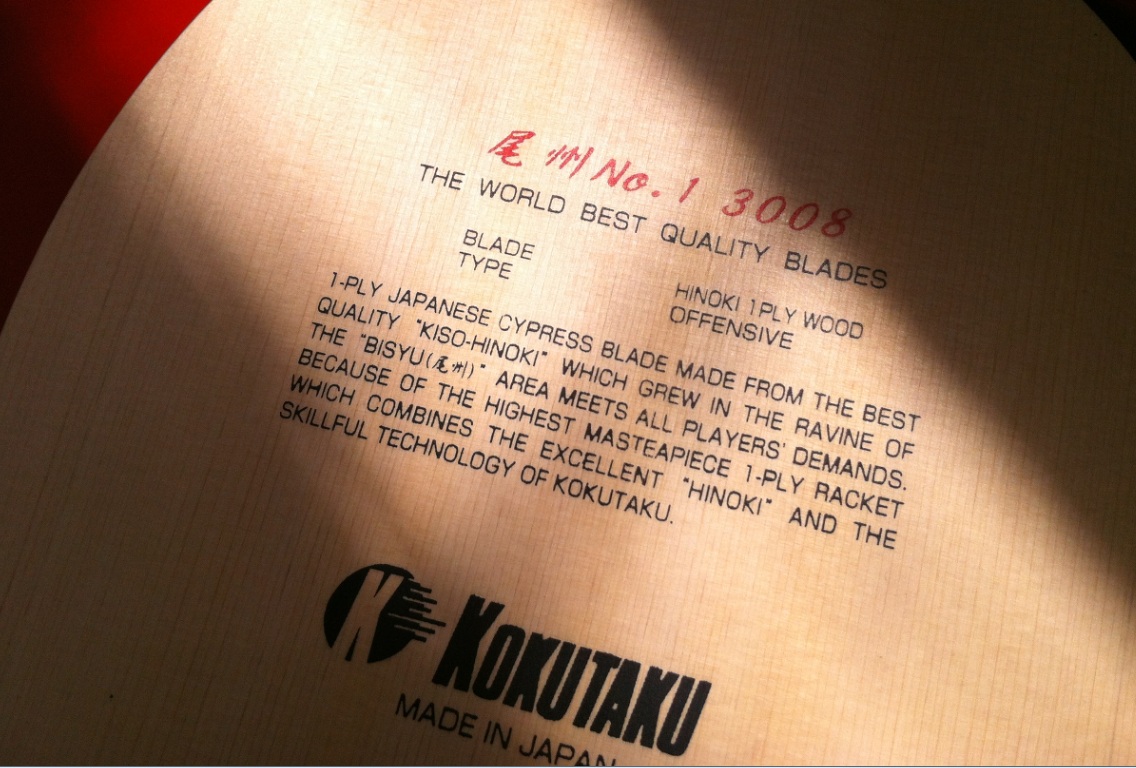 尾州No.1 3008
THE WORLD BEST QUALITY BLADES
BLADE HINOKI 1PLY WOOD
TYPE OFFENSIVE
1-PLY JAPANESE CYPRESS BLADE MADE FROM THE BEST
QUALITY "KISO-HINOKI" WHICH GREW IN THE RAVINE OF
THE "BISYU(尾州)" AREA MEETS ALL PLAYERS' DEMANDS.
BECAUSE OF THE HIGHEST MASTEAPIECE 1-PLY RACKET
WHICH COMBINES THE EXCELLENT "HINOKI" AND THE
SKILLFUL TECHNOLOGY OF KOKUTAKU.
K KOKUTAKU
MADE IN JAPAN